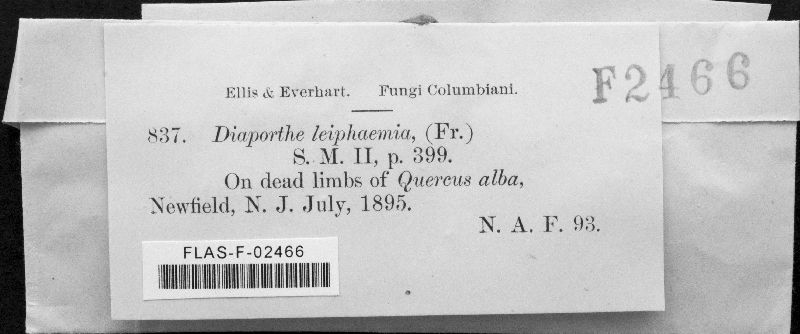 F2466
Ellis & Everhart. Fungi Columbiani.
837. Diaporthe leiphaemia, (Fr.)
S. M. II, p. 399.
On dead limbs of Quercus alba,
Newfield, N. J. July, 1895.
N. A. F. 93.
FLAS-F-02466